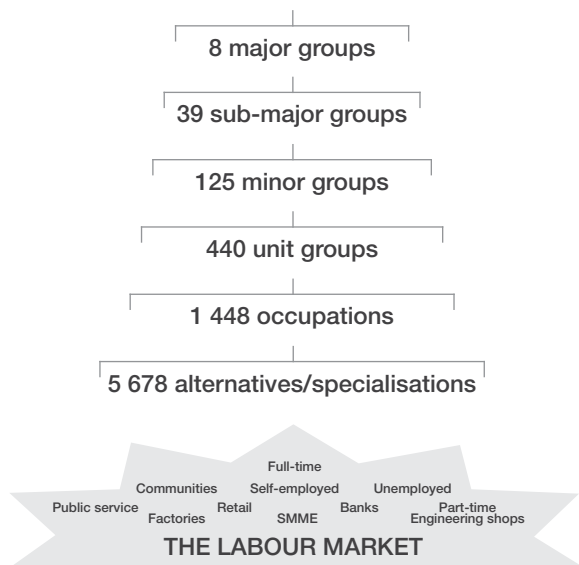 8 major groups
39 sub-major groups
125 minor groups
440 unit groups
1 448 occupations
5 678 alternatives/specialisations
Full-time
Communities Self-employed Unemployed
Public service Retail Banks Part-time
Factories SMME Engineering shops
THE LABOUR MARKET